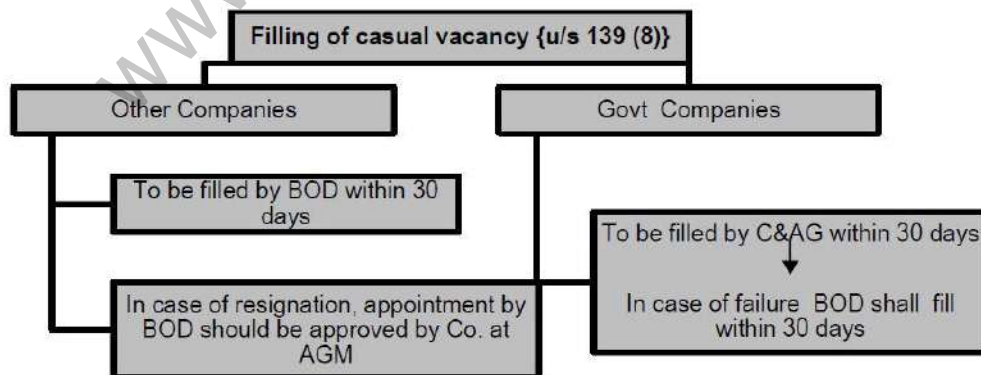 WWW
Filling of casual vacancy {u/s 139 (8)}
Other Companies
Govt Companies
To be filled by BOD within 30
days
In case of resignation, appointment by
BOD should be approved by Co. at
AGM
To be filled by C&AG within 30 days
In case of failure BOD shall fill
within 30 days